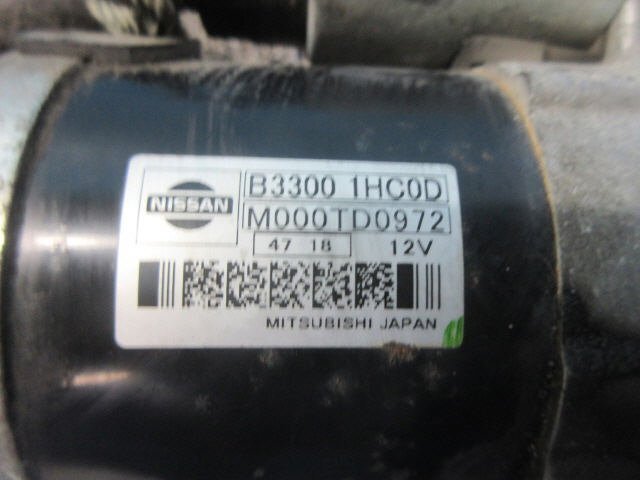 NISSAN
B3300 1HC0D
M000TD0972
47 18 12V
MITSUBISHI JAPAN